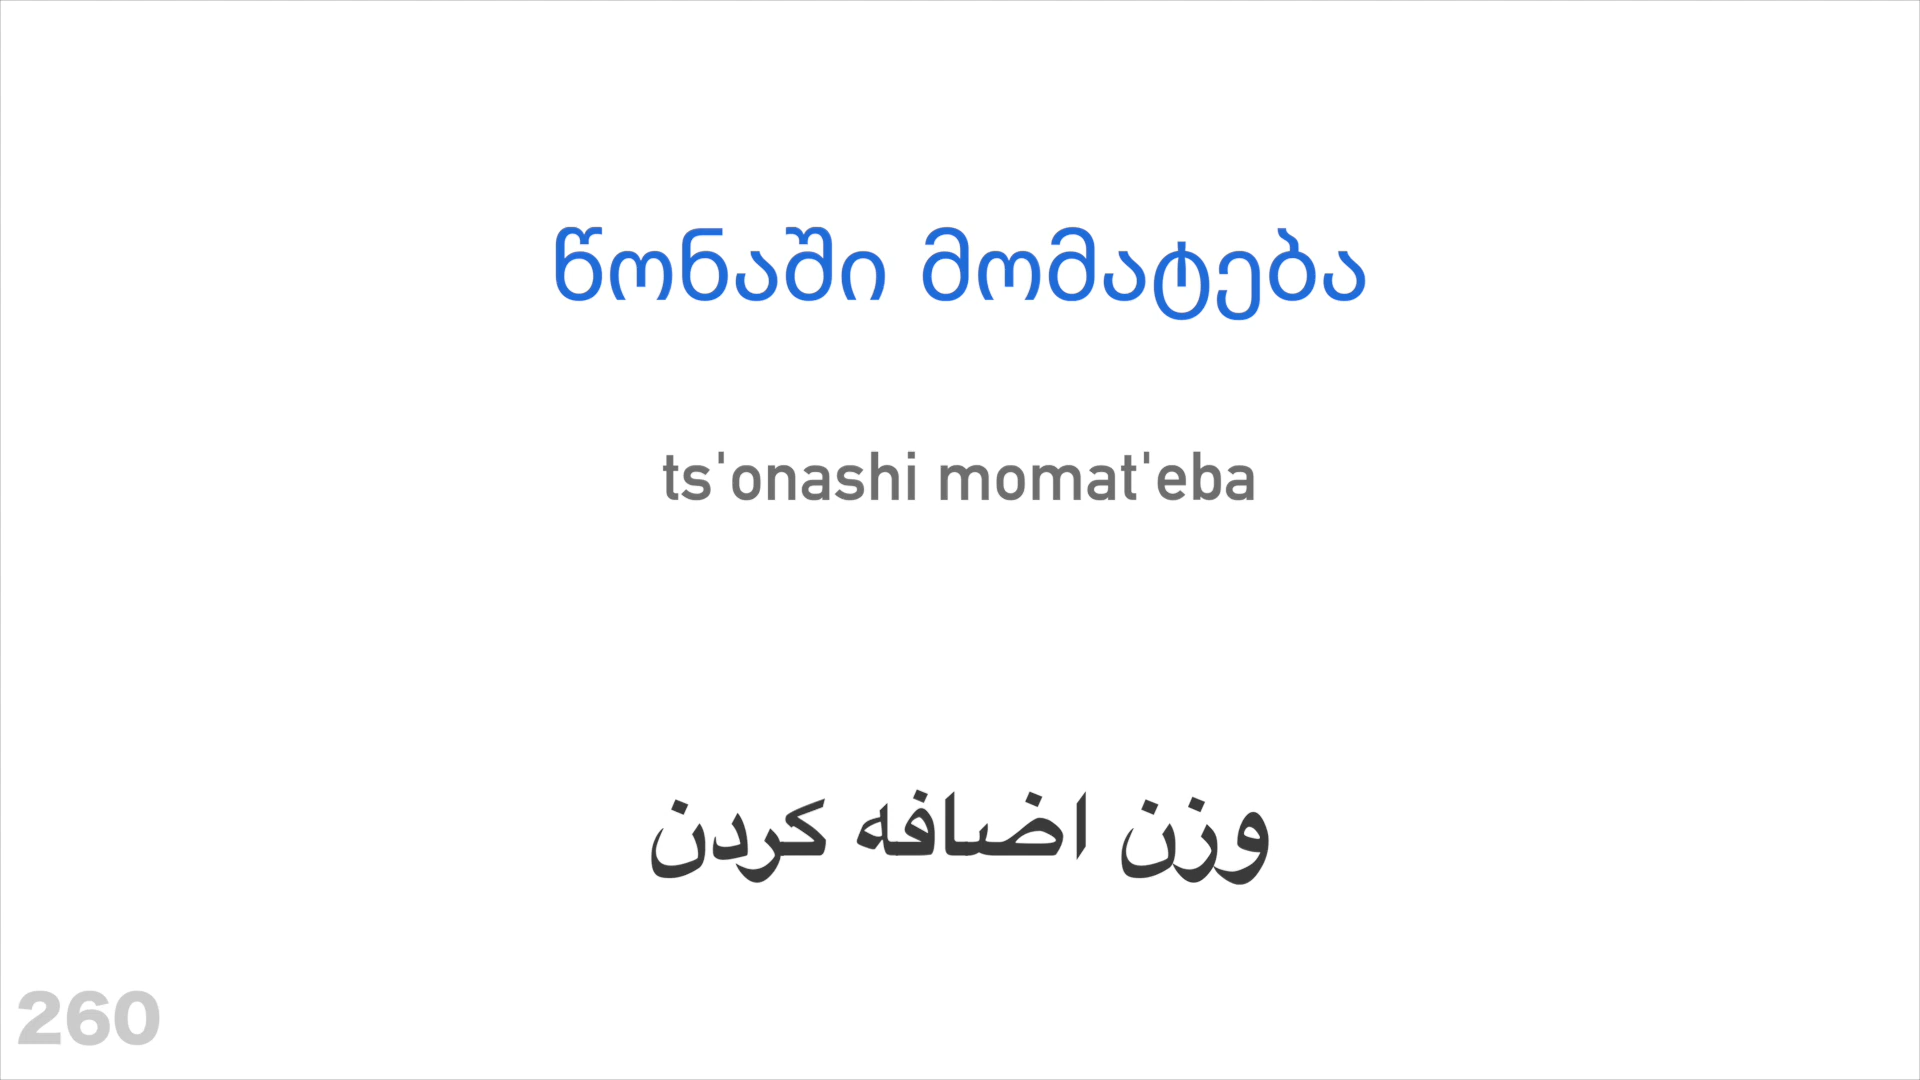 წონაში მომატება
ts'onashi momat'eba
وزن اضافه کردن
260